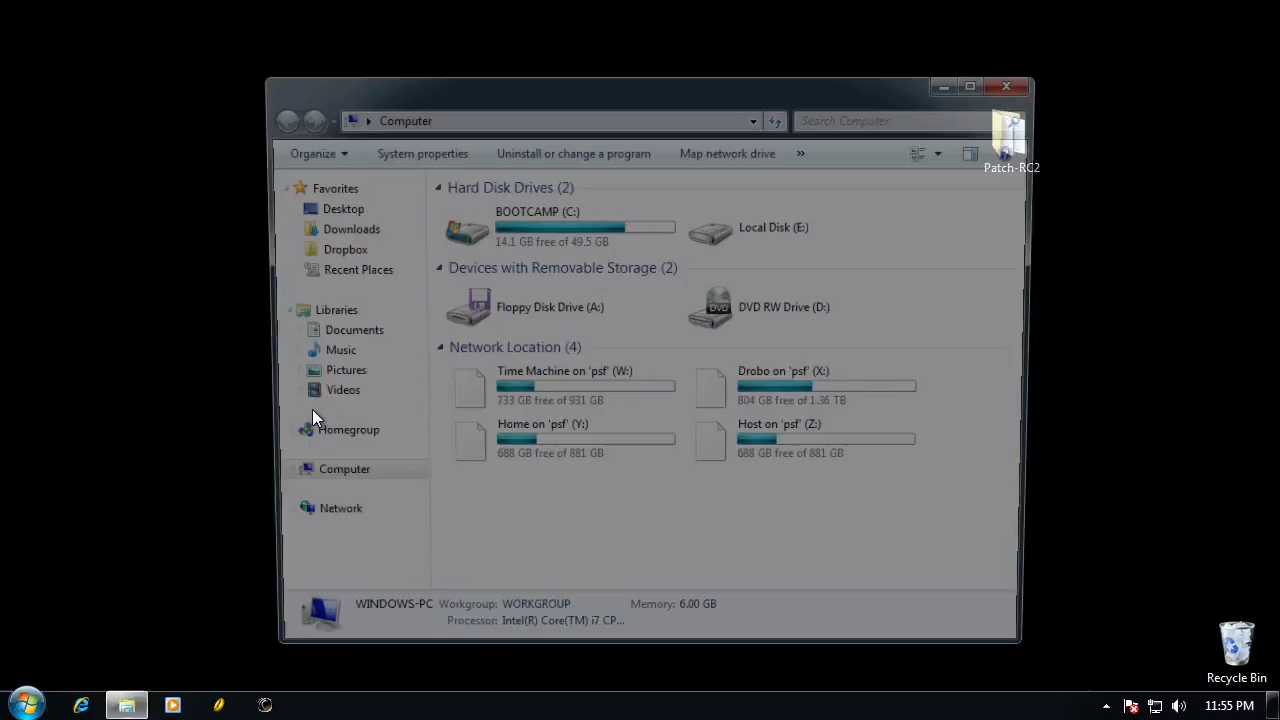 Computer
Search Computer
Patch-RC2
Organize
System properties
Uninstall or change a program
Map network drive
»
Favorites
Desktop
Downloads
Dropbox
Recent Places
Libraries
Documents
Music
Pictures
Videos
Homegroup
Computer
Network
Hard Disk Drives (2)
BOOTCAMP (C:)
14.1 GB free of 49.5 GB
Local Disk (E:)
Devices with Removable Storage (2)
Floppy Disk Drive (A:)
DVD
DVD RW Drive (D:)
Network Location (4)
Time Machine on 'psf' (W:)
733 GB free of 931 GB
Drobo on 'psf' (X:)
804 GB free of 1.36 TB
Home on 'psf' (Y:)
688 GB free of 881 GB
Host on 'psf' (Z:)
688 GB free of 881 GB
WINDOWS-PC Workgroup: WORKGROUP Memory: 6.00 GB
Processor: Intel(R) Core(TM) i7 CP...
Recycle Bin
11:55 PM